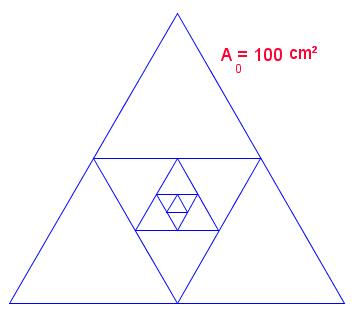 A₀ = 100 cm²